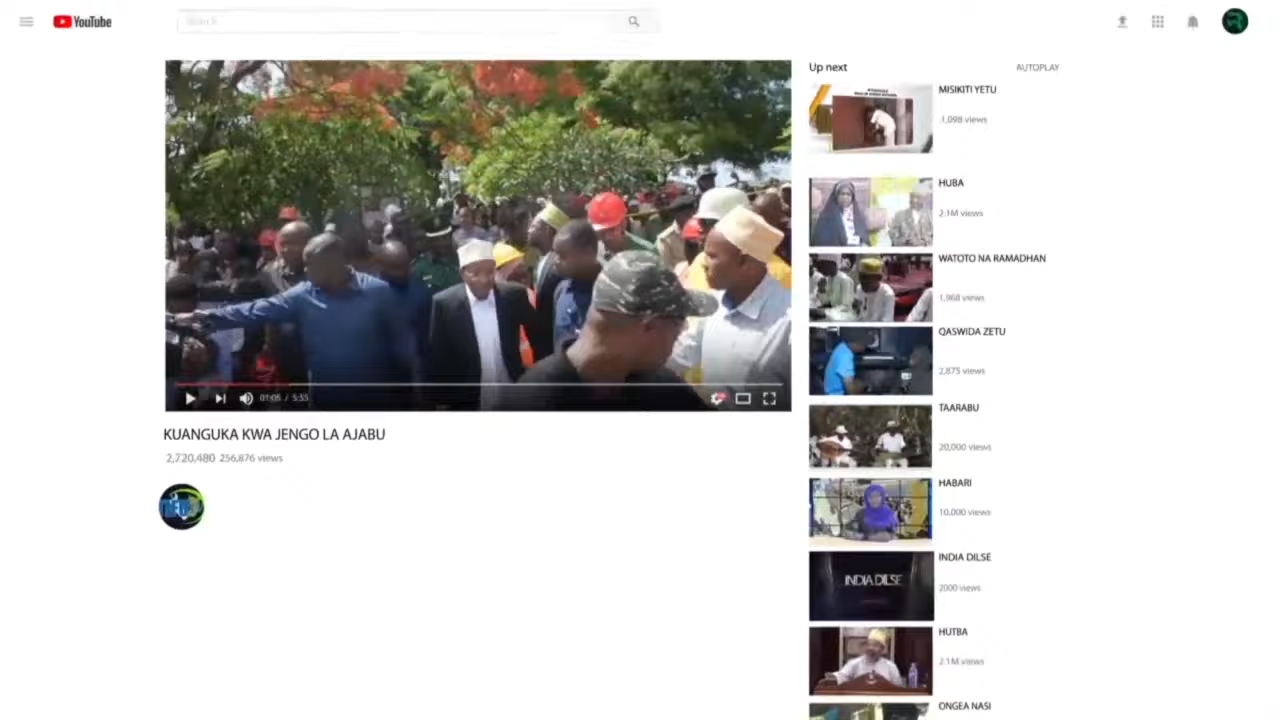 YouTube
Search
Up next
AUTOPLAY
MISIKITI YETU
1,098 views
HUBA
2.1M views
WATOTO NA RAMADHAN
1,968 views
QASWIDA ZETU
2,875 views
TAARABU
20,000 views
HABARI
10,000 views
INDIA DILSE
INDIA DILSE
2000 views
HUTBA
2.1M views
ONGEA NASI
01:05 / 5:55
KUANGUKA KWA JENGO LA AJABU
2,720,480 256,876 views